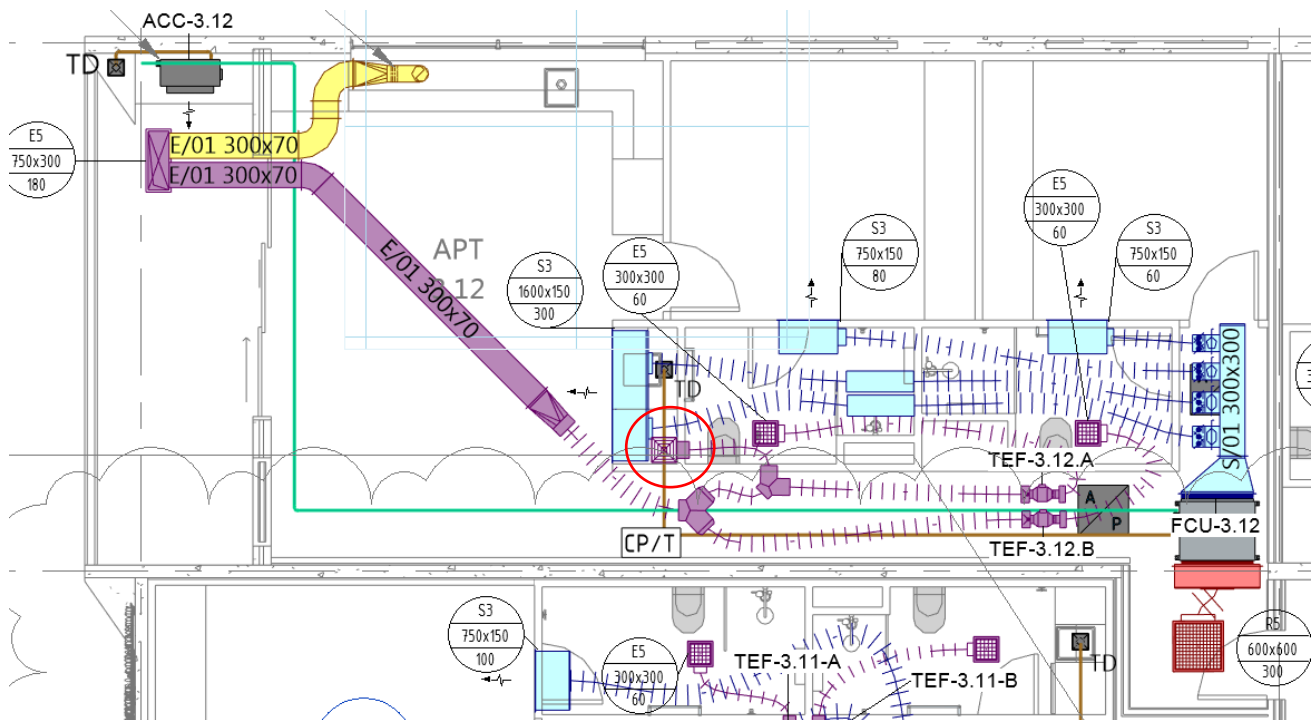 ACC-3.12
TD
E5
750x300
180
E/01 300x70
E/01 300x70
E/01 300x70
APT
3.12
S3
1600x150
300
E5
300x300
60
S3
750x150
80
E5
300x300
60
S3
750x150
60
TD
S/01 300x300
TEF-3.12.A
A
P
FCU-3.12
CP/T
TEF-3.12.B
S3
750x150
100
E5
300x300
60
TEF-3.11-A
TEF-3.11-B
TD
R5
600x600
300